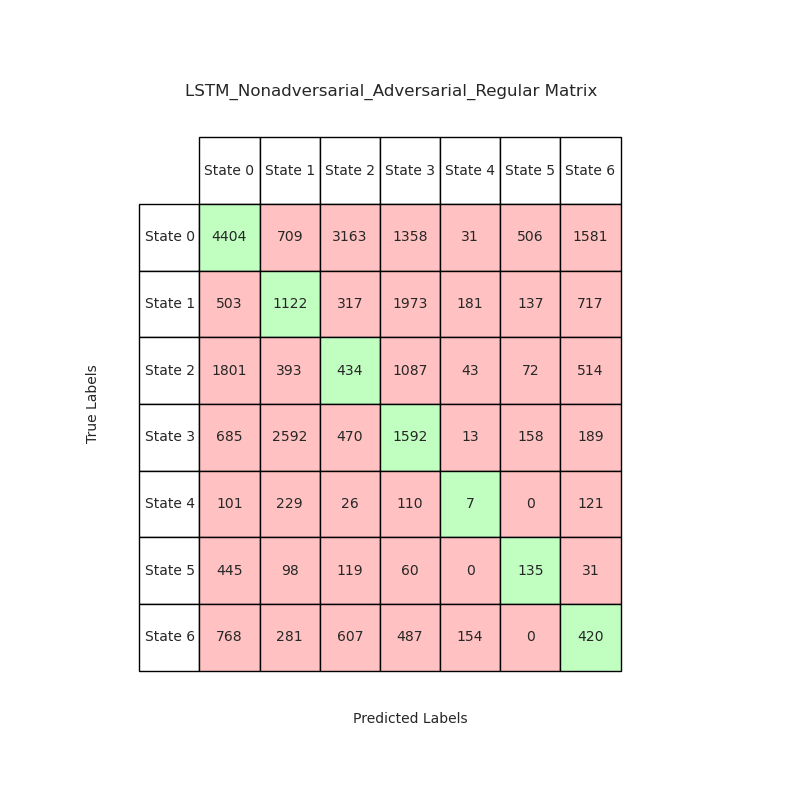 LSTM_Nonadversarial_Adversarial_Regular Matrix
State 0 State 1 State 2 State 3 State 4 State 5 State 6
State 0 4404 709 3163 1358 31 506 1581
State 1 503 1122 317 1973 181 137 717
State 2 1801 393 434 1087 43 72 514
State 3 685 2592 470 1592 13 158 189
State 4 101 229 26 110 7 0 121
State 5 445 98 119 60 0 135 31
State 6 768 281 607 487 154 0 420
True Labels
Predicted Labels